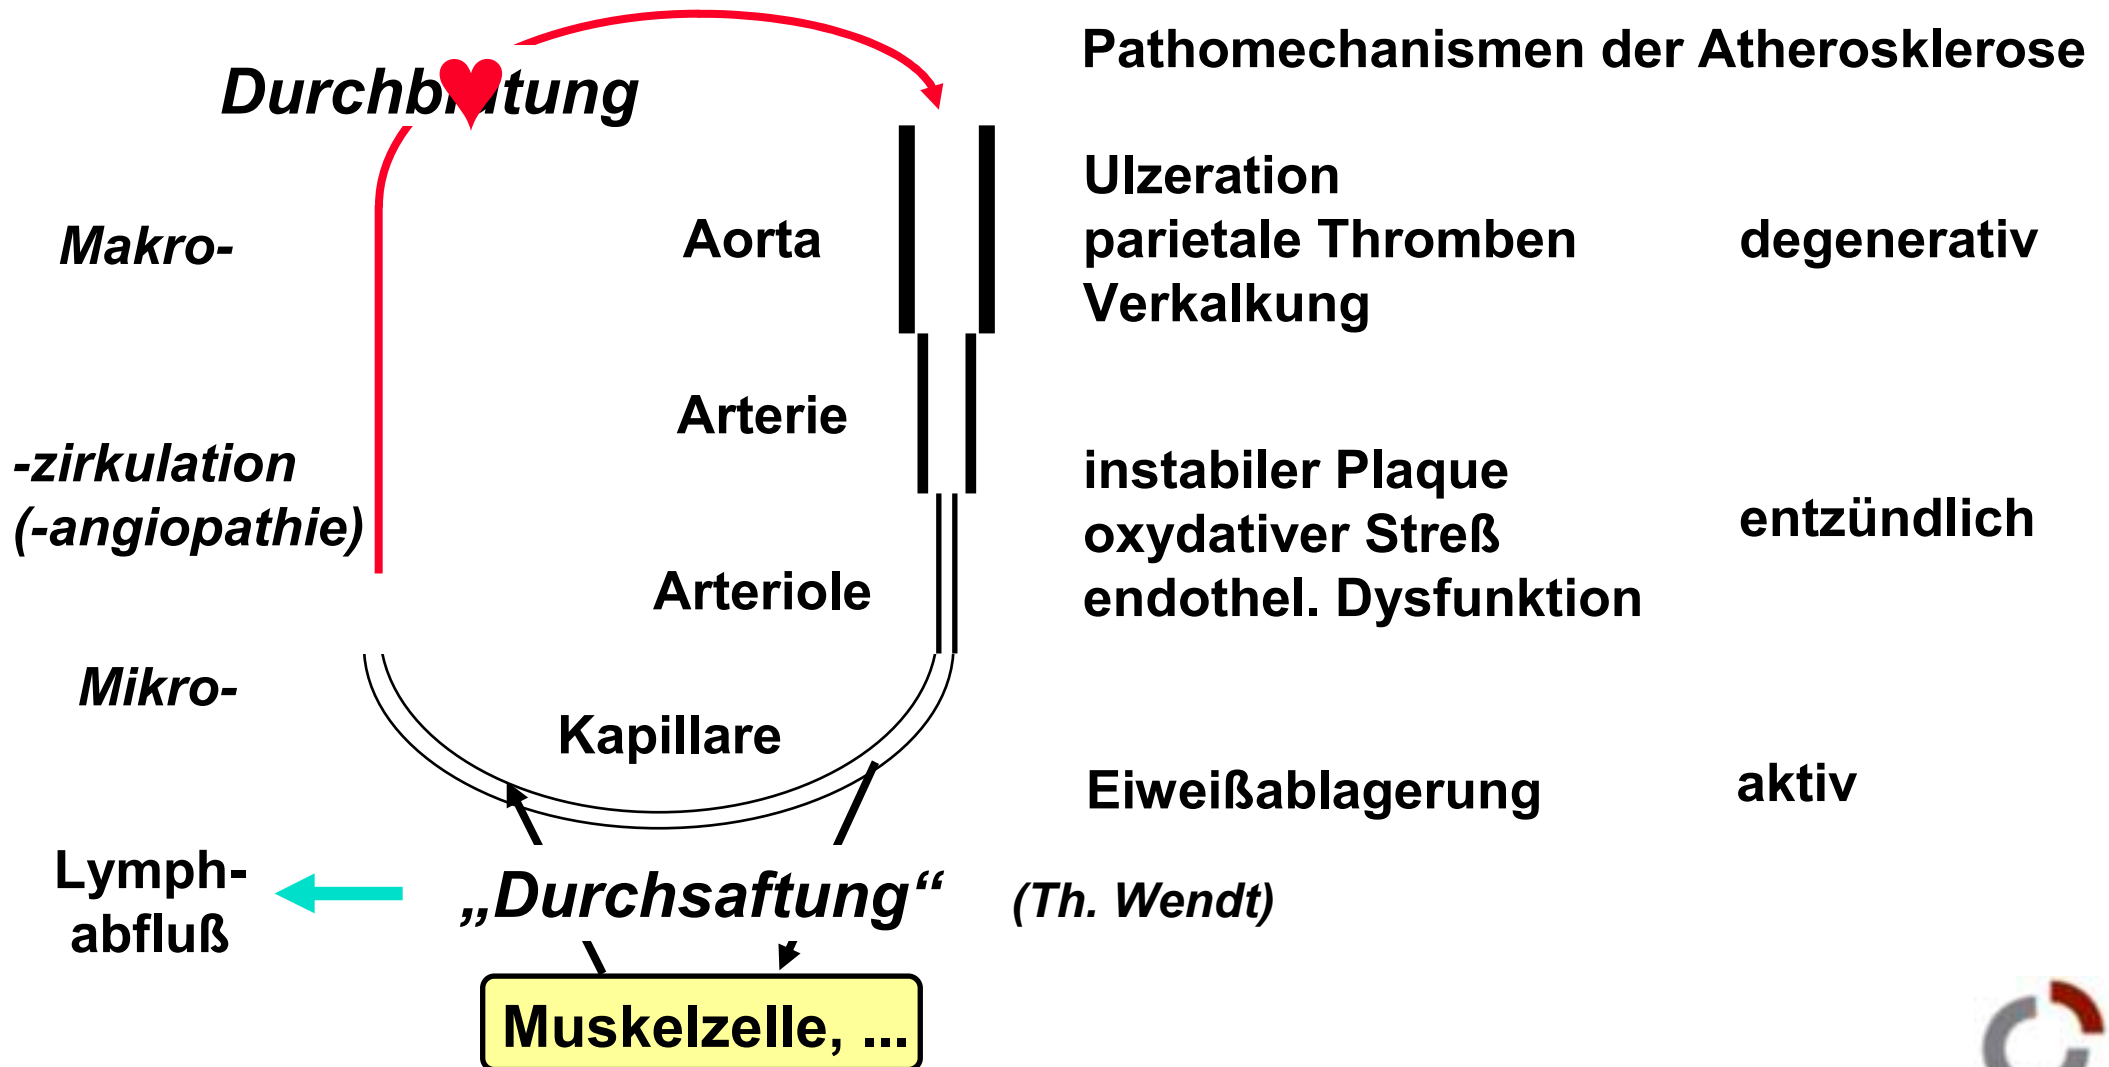 Pathomechanismen der Atherosklerose
Durchblutung
Makro-
Aorta
Ulzeration
parietale Thromben
Verkalkung
degenerativ
Arterie
-zirkulation
(-angiopathie)
instabiler Plaque
oxydativer Streß
endothel. Dysfunktion
entzündlich
Arteriole
Mikro-
Kapillare
Eiweißablagerung
aktiv
Lymph-
abfluß
„Durchsaftung“
(Th. Wendt)
Muskelzelle, ...